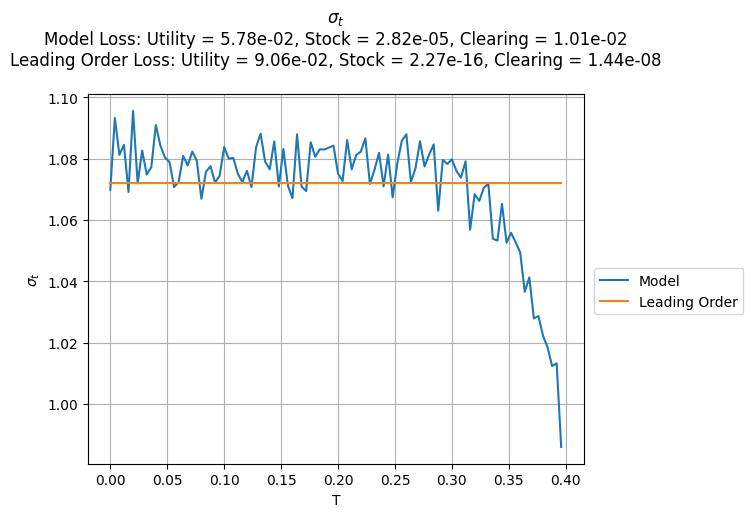 σt
Model Loss: Utility = 5.78e-02, Stock = 2.82e-05, Clearing = 1.01e-02
Leading Order Loss: Utility = 9.06e-02, Stock = 2.27e-16, Clearing = 1.44e-08
1.10
1.08
1.06
1.04
1.02
1.00
σt
0.00 0.05 0.10 0.15 0.20 0.25 0.30 0.35 0.40
T
Model
Leading Order